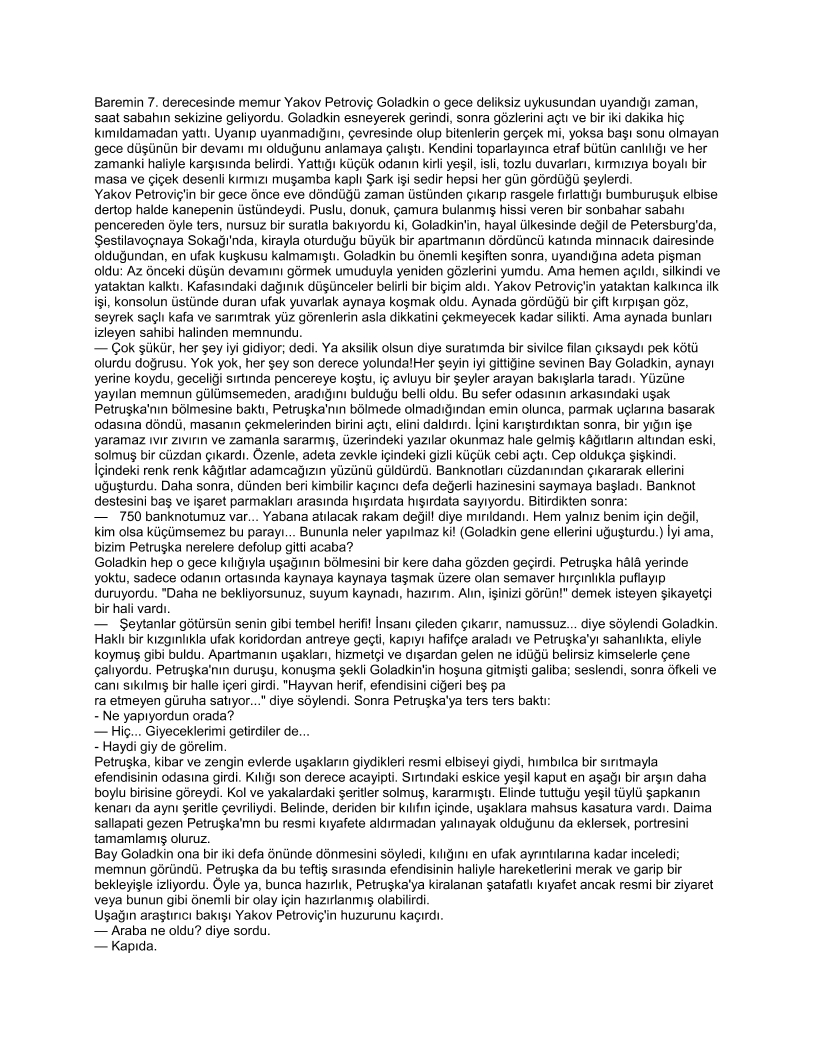 Baremin 7. derecesinde memur Yakov Petroviç Goladkin o gece deliksiz uykusundan uyandığı zaman,
saat sabahın sekizine geliyordu. Goladkin esneyerek gerindi, sonra gözlerini açtı ve bir iki dakika hiç
kımıldamadan yattı. Uyanıp uyanmadığını, çevresinde olup bitenlerin gerçek mi, yoksa başı sonu olmayan
gece düşünün bir devamı mı olduğunu anlamaya çalıştı. Kendini toparlayınca etraf bütün canlılığı ve her
zamanki haliyle karşısında belirdi. Yattığı küçük odanın kirli yeşil, isli, tozlu duvarları, kırmızıya boyalı bir
masa ve çiçek desenli kırmızı muşamba kaplı Şark işi sedir hepsi her gün gördüğü şeylerdi.
Yakov Petroviç'in bir gece önce eve döndüğü zaman üstünden çıkarıp rasgele fırlattığı bumburuşuk elbise
dertop halde kanepenin üstündeydi. Puslu, donuk, çamura bulanmış hissi veren bir sonbahar sabahı
pencereden öyle ters, nursuz bir suratla bakıyordu ki, Goladkin'in, hayal ülkesinde değil de Petersburg'da,
Şestilavoçnaya Sokağı'nda, kirayla oturduğu büyük bir apartmanın dördüncü katında minnacık dairesinde
olduğundan, en ufak kuşkusu kalmamıştı. Goladkin bu önemli keşiften sonra, uyandığına adeta pişman
oldu: Az önceki düşün devamını görmek umuduyla yeniden gözlerini yumdu. Ama hemen açıldı, silkindi ve
yataktan kalktı. Kafasındaki dağınık düşünceler belirli bir biçim aldı. Yakov Petroviç'in yataktan kalkınca ilk
işi, konsolun üstünde duran ufak yuvarlak aynaya koşmak oldu. Aynada gördüğü bir çift kırpışan göz,
seyrek saçlı kafa ve sarımtrak yüz görenlerin asla dikkatini çekmeyecek kadar silikti. Ama aynada bunları
izleyen sahibi halinden memnundu.
— Çok şükür, her şey iyi gidiyor; dedi. Ya aksilik olsun diye suratımda bir sivilce filan çıksaydı pek kötü
olurdu doğrusu. Yok yok, her şey son derece yolunda!Her şeyin iyi gittiğine sevinen Bay Goladkin, aynayı
yerine koydu, geceliği sırtında pencereye koştu, iç avluyu bir şeyler arayan bakışlarla taradı. Yüzüne
yayılan memnun gülümsemeden, aradığını bulduğu belli oldu. Bu sefer odasının arkasındaki uşak
Petruşka'nın bölmesine baktı, Petruşka'nın bölmede olmadığından emin olunca, parmak uçlarına basarak
odasına döndü, masanın çekmelerinden birini açtı, elini daldırdı. İçini karıştırdıktan sonra, bir yığın işe
yaramaz ıvır zıvırın ve zamanla sararmış, üzerindeki yazılar okunmaz hale gelmiş kâğıtların altından eski,
solmuş bir cüzdan çıkardı. Özenle, adeta zevkle içindeki gizli küçük cebi açtı. Cep oldukça şişkindi.
İçindeki renk renk kâğıtlar adamcağızın yüzünü güldürdü. Banknotları cüzdanından çıkararak ellerini
uğuşturdu. Daha sonra, dünden beri kimbilir kaçıncı defa değerli hazinesini saymaya başladı. Banknot
destesini baş ve işaret parmakları arasında hışırdata hışırdata sayıyordu. Bitirdikten sonra:
— 750 banknotumuz var... Yabana atılacak rakam değil! diye mırıldandı. Hem yalnız benim için değil,
kim olsa küçümsemez bu parayı... Bununla neler yapılmaz ki! (Goladkin gene ellerini uğuşturdu.) İyi ama,
bizim Petruşka nerelere defolup gitti acaba?
Goladkin hep o gece kılığıyla uşağının bölmesini bir kere daha gözden geçirdi. Petruşka hâlâ yerinde
yoktu, sadece odanın ortasında kaynaya kaynaya taşmak üzere olan semaver hırçınlıkla puflayıp
duruyordu. "Daha ne bekliyorsunuz, suyum kaynadı, hazırım. Alın, işinizi görün!" demek isteyen şikayetçi
bir hali vardı.
— Şeytanlar götürsün senin gibi tembel herifi! İnsanı çileden çıkarır, namussuz... diye söylendi Goladkin.
Haklı bir kızgınlıkla ufak koridordan antreye geçti, kapıyı hafifçe araladı ve Petruşka'yı sahanlıkta, eliyle
koymuş gibi buldu. Apartmanın uşakları, hizmetçi ve dışardan gelen ne idüğü belirsiz kimselerle çene
çalıyordu. Petruşka'nın duruşu, konuşma şekli Goladkin'in hoşuna gitmişti galiba; seslendi, sonra öfkeli ve
canı sıkılmış bir halle içeri girdi. "Hayvan herif, efendisini ciğeri beş pa
ra etmeyen güruha satıyor..." diye söylendi. Sonra Petruşka'ya ters ters baktı:
- Ne yapıyordun orada?
— Hiç... Giyeceklerimi getirdiler de...
- Haydi giy de görelim.
Petruşka, kibar ve zengin evlerde uşakların giydikleri resmi elbiseyi giydi, hımbılca bir sırıtmayla
efendisinin odasına girdi. Kılığı son derece acayipti. Sırtındaki eskice yeşil kaput en aşağı bir arşın daha
boylu birisine göreydi. Kol ve yakalardaki şeritler solmuş, kararmıştı. Elinde tuttuğu yeşil tüylü şapkanın
kenarı da aynı şeritle çevriliydi. Belinde, deriden bir kılıfın içinde, uşaklara mahsus kasatura vardı. Daima
sallapati gezen Petruşka'mn bu resmi kıyafete aldırmadan yalınayak olduğunu da eklersek, portresini
tamamlamış oluruz.
Bay Goladkin ona bir iki defa önünde dönmesini söyledi, kılığını en ufak ayrıntılarına kadar inceledi;
memnun göründü. Petruşka da bu teftiş sırasında efendisinin haliyle hareketlerini merak ve garip bir
bekleyişle izliyordu. Öyle ya, bunca hazırlık, Petruşka'ya kiralanan şatafatlı kıyafet ancak resmi bir ziyaret
veya bunun gibi önemli bir olay için hazırlanmış olabilirdi.
Uşağın araştırıcı bakışı Yakov Petroviç'in huzurunu kaçırdı.
— Araba ne oldu? diye sordu.
— Kapıda.